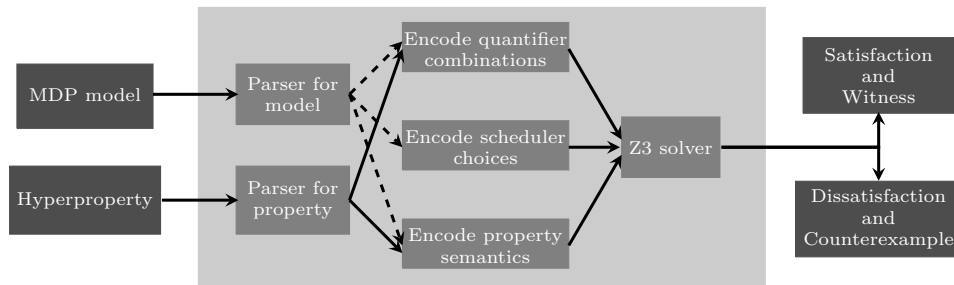 MDP model
Hyperproperty
Parser for
model
Parser for
property
Encode quantifier
combinations
Encode scheduler
choices
Encode property
semantics
Z3 solver
Satisfaction
and
Witness
Dissatisfaction
and
Counterexample